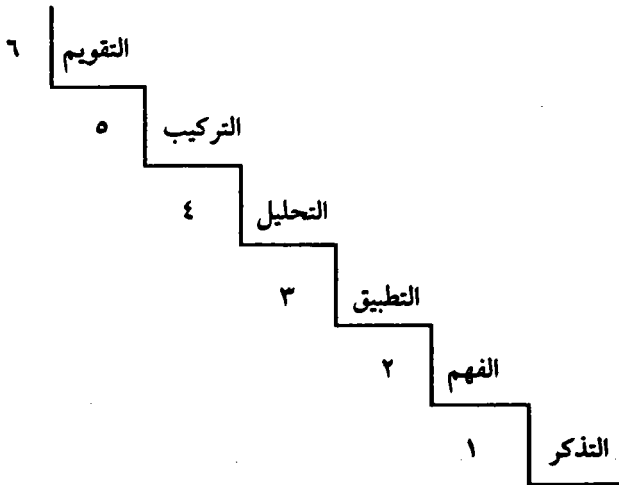 ٦ التقويم
٥ التركيب
٤ التحليل
٣ التطبيق
٢ الفهم
١ التذكر